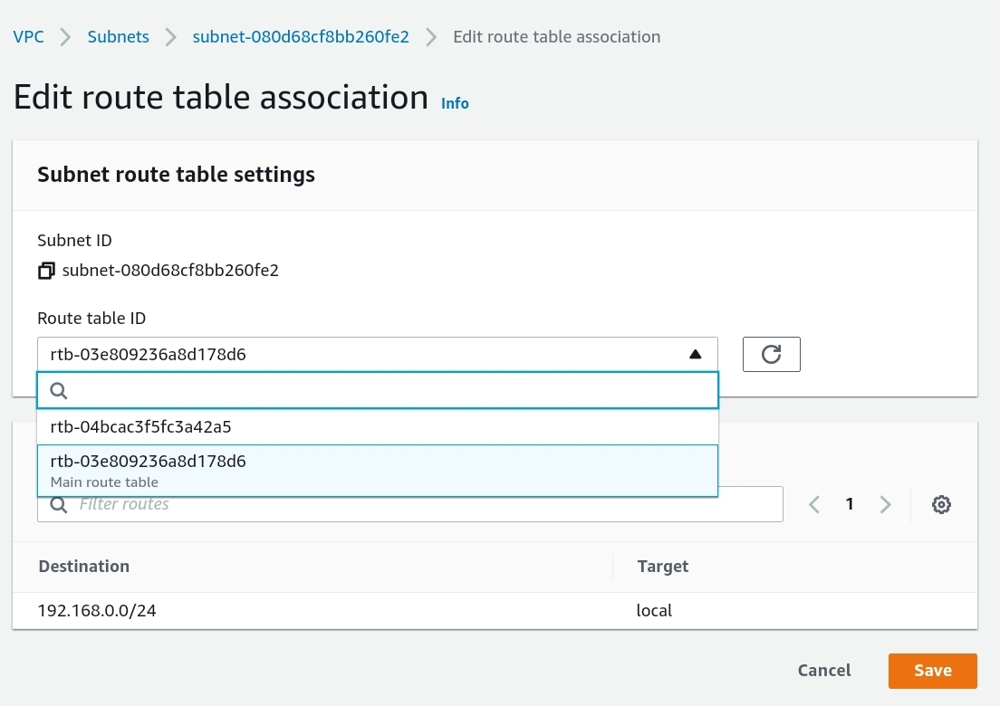 VPC > Subnets > subnet-080d68cf8bb260fe2 > Edit route table association
Edit route table association Info
Subnet route table settings
Subnet ID
subnet-080d68cf8bb260fe2
Route table ID
rtb-03e809236a8d178d6
rtb-04bcac3f5fc3a42a5
rtb-03e809236a8d178d6
Main route table
Filter routes
1
Destination Target
192.168.0.0/24 local
Cancel Save